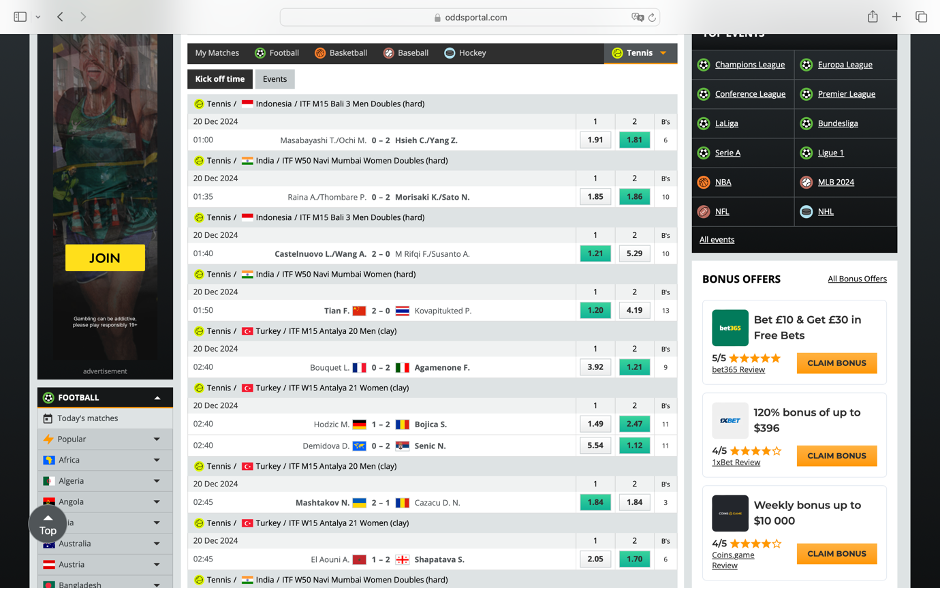 oddsportal.com
JOIN
Gambling can be addictive,
please play responsibly 19+
advertisement
FOOTBALL
Today's matches
Popular
Africa
Algeria
Angola
Top
Australia
Austria
Bangladesh
My Matches Football Basketball Baseball Hockey Tennis
Kick off time Events
Tennis / Indonesia / ITF M15 Bali 3 Men Doubles (hard)
20 Dec 2024 1 2 B's
01:00 Masabayashi T./Ochi M. 0 – 2 Hsieh C./Yang Z. 1.91 1.81 6
Tennis / India / ITF W50 Navi Mumbai Women Doubles (hard)
20 Dec 2024 1 2 B's
01:35 Raina A./Thombare P. 0 – 2 Morisaki K./Sato N. 1.85 1.86 10
Tennis / Indonesia / ITF M15 Bali 3 Men Doubles (hard)
20 Dec 2024 1 2 B's
01:40 Castelnuovo L./Wang A. 2 – 0 M Rifqi F./Susanto A. 1.21 5.29 10
Tennis / India / ITF W50 Navi Mumbai Women (hard)
20 Dec 2024 1 2 B's
01:50 Tian F. 2 – 0 Kovapitukted P. 1.20 4.19 13
Tennis / Turkey / ITF M15 Antalya 20 Men (clay)
20 Dec 2024 1 2 B's
02:40 Bouquet L. 0 – 2 Agamenone F. 3.92 1.21 9
Tennis / Turkey / ITF W15 Antalya 21 Women (clay)
20 Dec 2024 1 2 B's
02:40 Hodzic M. 1 – 2 Bojica S. 1.49 2.47 11
02:40 Demidova D. 0 – 2 Senic N. 5.54 1.12 11
Tennis / Turkey / ITF M15 Antalya 20 Men (clay)
20 Dec 2024 1 2 B's
02:45 Mashtakov N. 2 – 1 Cazacu D. N. 1.84 1.84 3
Tennis / Turkey / ITF W15 Antalya 21 Women (clay)
20 Dec 2024 1 2 B's
02:45 El Aouni A. 1 – 2 Shapatava S. 2.05 1.70 6
Tennis / India / ITF W50 Navi Mumbai Women Doubles (hard)
TOP EVENTS
Champions League Europa League
Conference League Premier League
LaLiga Bundesliga
Serie A Ligue 1
NBA MLB 2024
NFL NHL
All events
BONUS OFFERS All Bonus Offers
bet365
Bet £10 & Get £30 in
Free Bets
5/5
bet365 Review
CLAIM BONUS
1XBET
120% bonus of up to
$396
4/5
1xBet Review
CLAIM BONUS
Weekly bonus up to
$10 000
4/5
Coins.game
Review
CLAIM BONUS